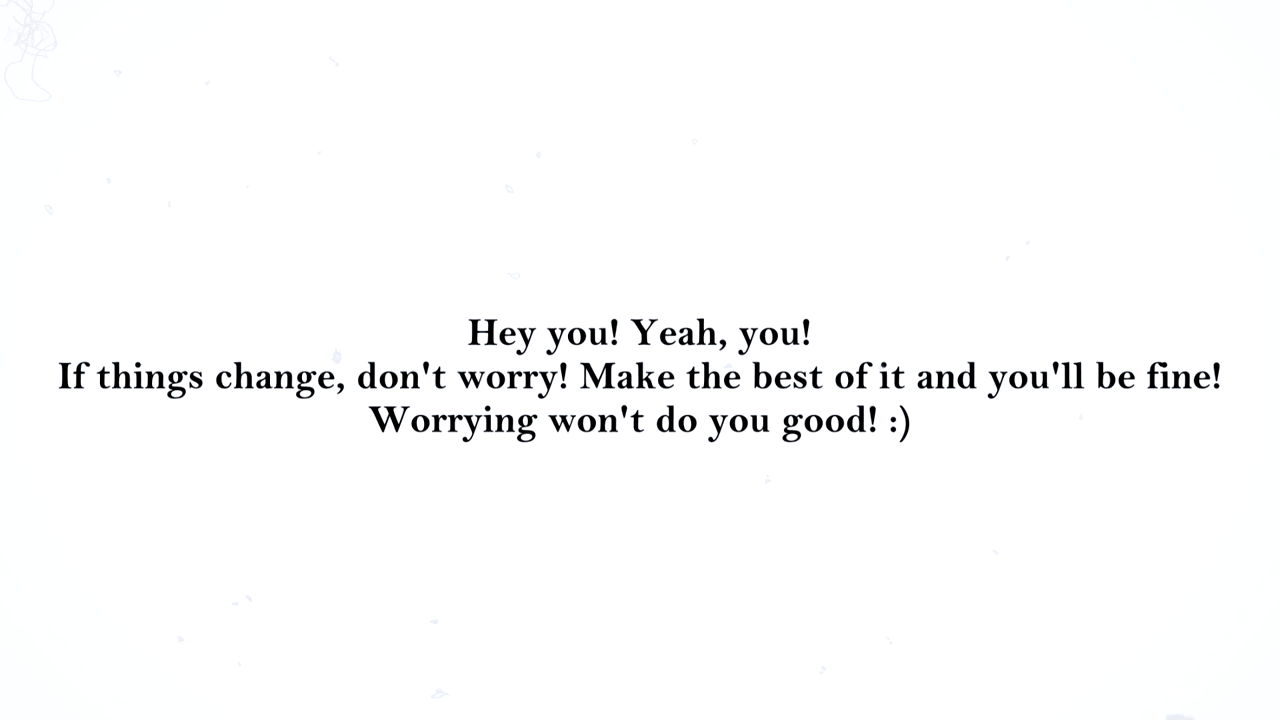 Hey you! Yeah, you!
If things change, don't worry! Make the best of it and you'll be fine!
Worrying won't do you good! :)